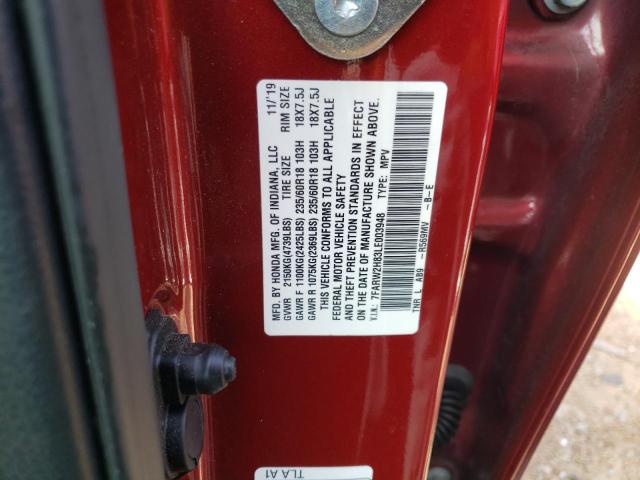 MFD. BY HONDA MFG. OF INDIANA, LLC 11/'19
GVWR 2150KG(4739LBS) TIRE SIZE RIM SIZE
GAWR F 1100KG(2425LBS) 235/60R18 103H 18X7.5J
GAWR R 1075KG(2369LBS) 235/60R18 103H 18X7.5J
THIS VEHICLE CONFORMS TO ALL APPLICABLE
FEDERAL MOTOR VEHICLE SAFETY
AND THEFT PREVENTION STANDARDS IN EFFECT
ON THE DATE OF MANUFACTURE SHOWN ABOVE.
V.I.N.: 7FARW2H83LE003948 TYPE: MPV
TNR L AB9 -R569MV -B-E
TLA A1